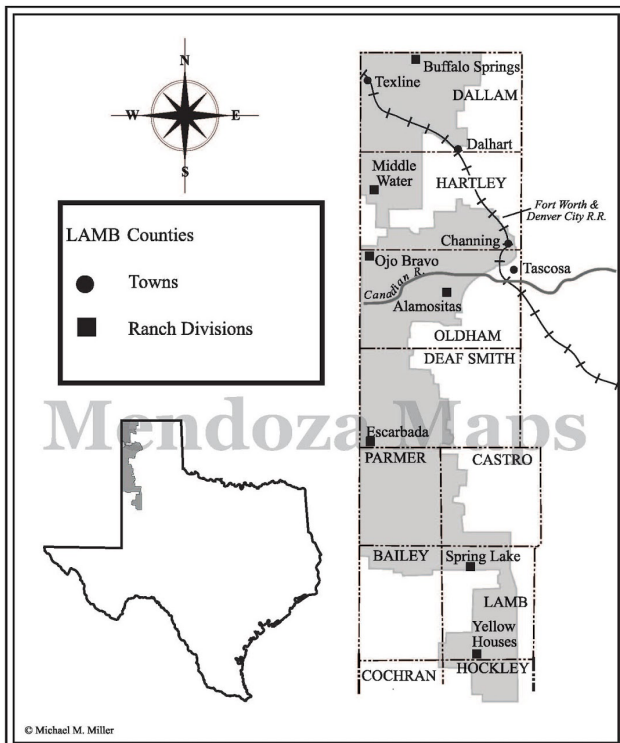 N
W
E
S
LAMB Counties
Towns
Ranch Divisions
Buffalo Springs
Texline
DALLAM
Dalhart
Middle
Water
HARTLEY
Fort Worth &
Denver City R.R.
Channing
Ojo Bravo
Tascosa
Canadian R.
Alamositas
OLDHAM
DEAF SMITH
Mendoza Maps
Escarbada
PARMER
CASTRO
BAILEY
Spring Lake
LAMB
Yellow
Houses
COCHRAN
HOCKLEY
© Michael M. Miller